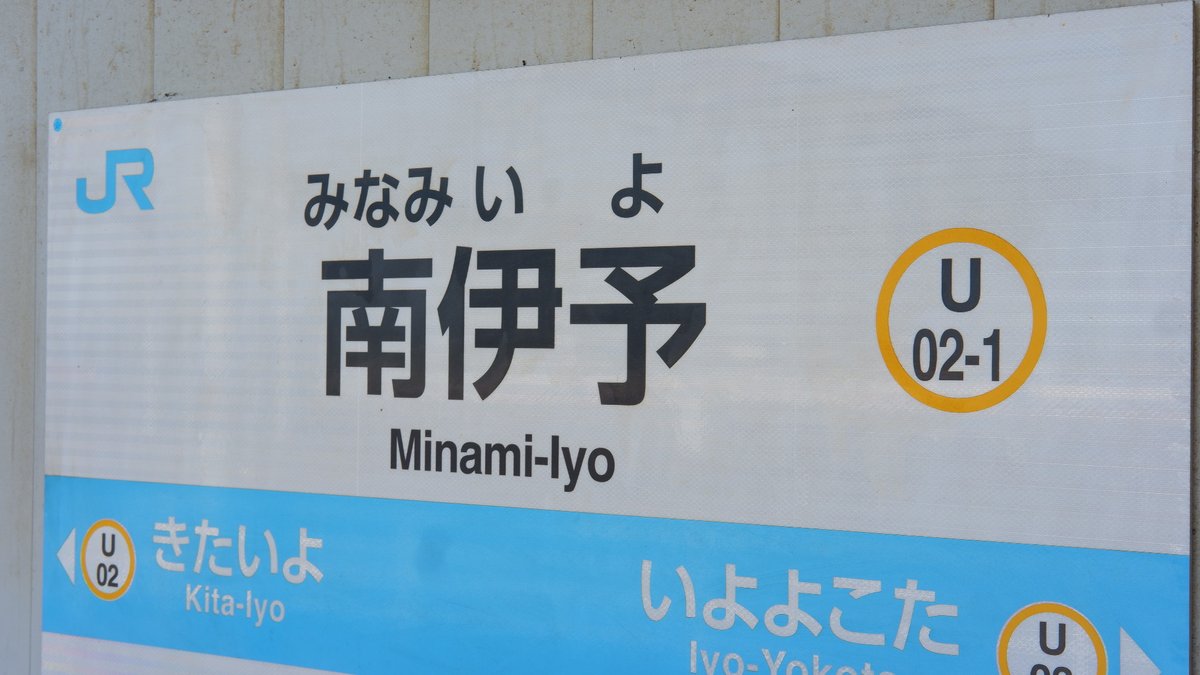 JR
みなみいよ
南伊予
Minami-Iyo
U
02-1
U
02
きたいよ
Kita-Iyo
いよよこた
U